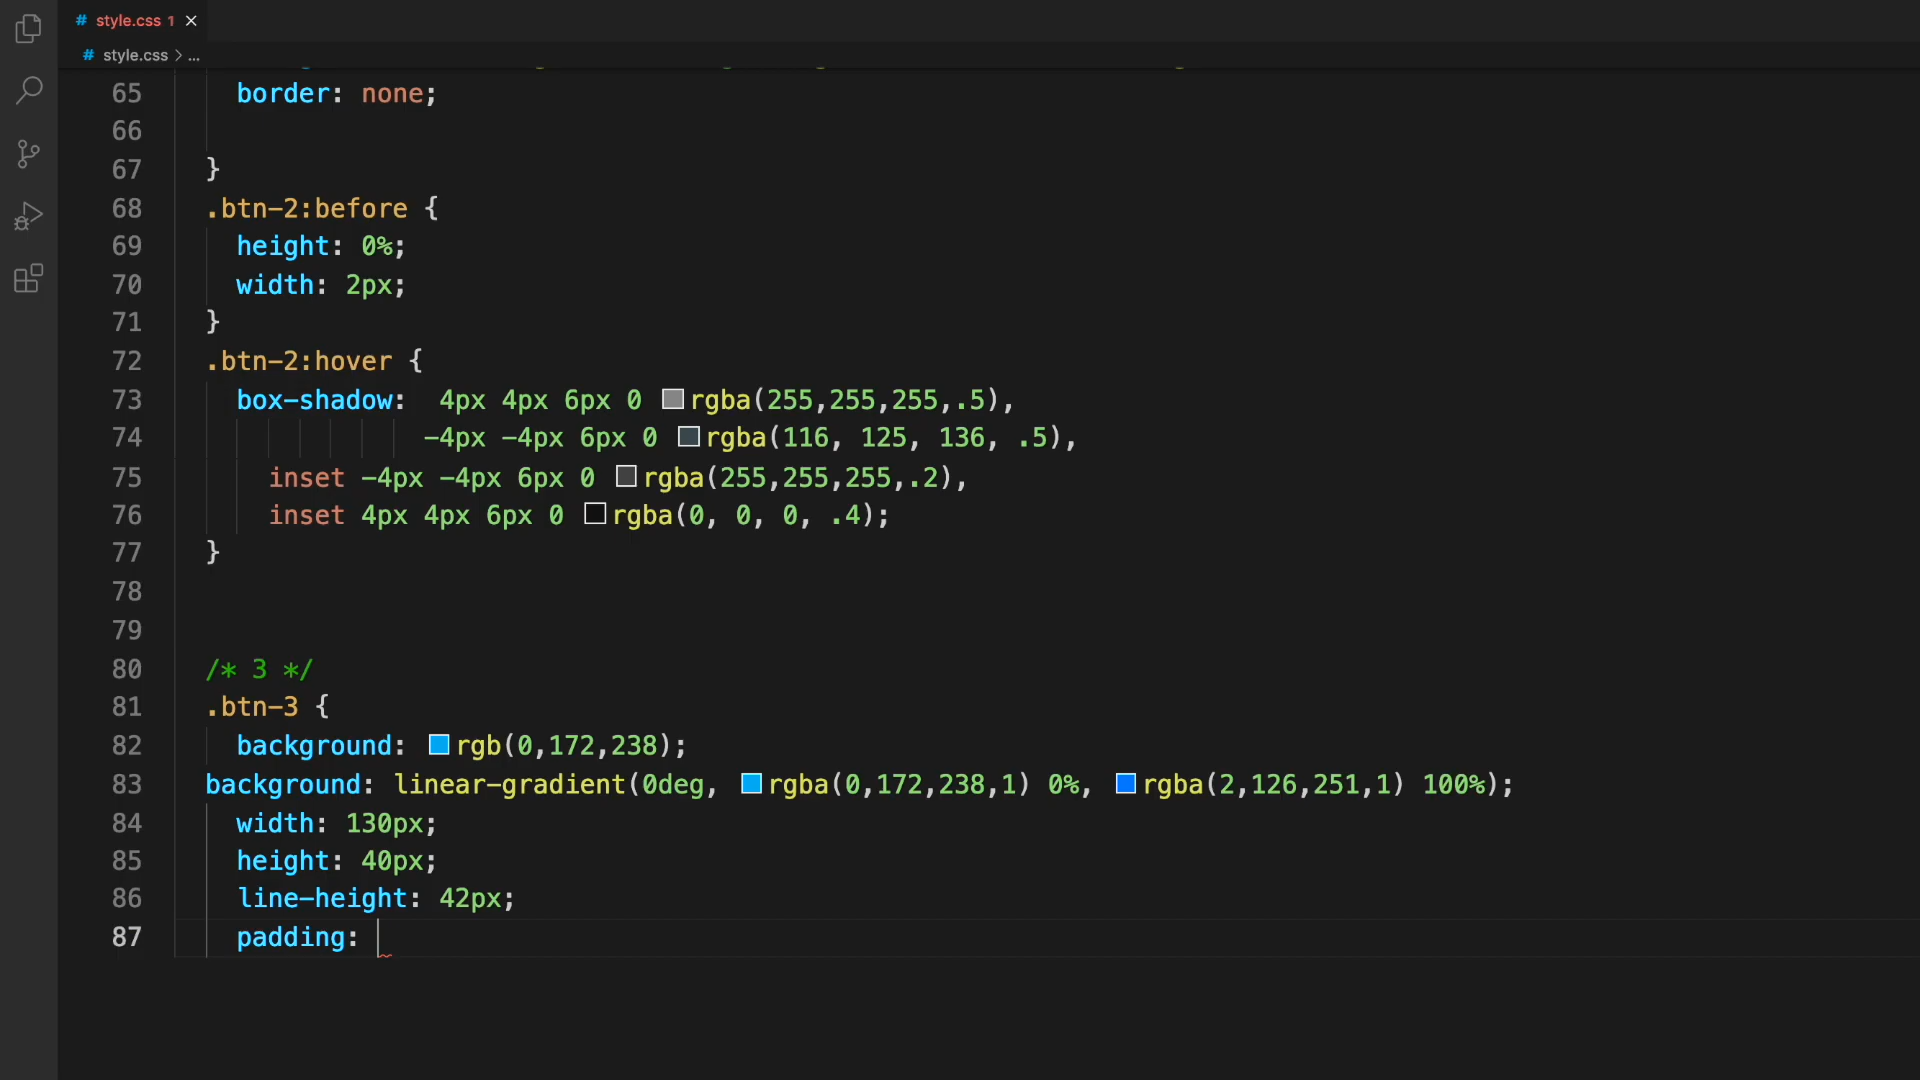 # style.css 1 ×
# style.css > ...
65 border: none;
66
67 }
68 .btn-2:before {
69 height: 0%;
70 width: 2px;
71 }
72 .btn-2:hover {
73 box-shadow: 4px 4px 6px 0 rgba(255,255,255,.5),
74 -4px -4px 6px 0 rgba(116, 125, 136, .5),
75 inset -4px -4px 6px 0 rgba(255,255,255,.2),
76 inset 4px 4px 6px 0 rgba(0, 0, 0, .4);
77 }
78
79
80 /* 3 */
81 .btn-3 {
82 background: rgb(0,172,238);
83 background: linear-gradient(0deg, rgba(0,172,238,1) 0%, rgba(2,126,251,1) 100%);
84 width: 130px;
85 height: 40px;
86 line-height: 42px;
87 padding: